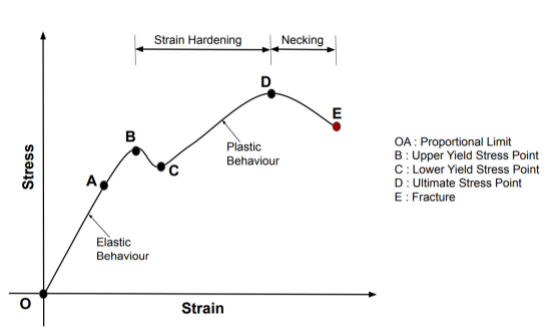 Strain Hardening
Necking
D
E
B
Plastic
Behaviour
C
A
Stress
Elastic
Behaviour
O
Strain
OA : Proportional Limit
B : Upper Yield Stress Point
C : Lower Yield Stress Point
D : Ultimate Stress Point
E : Fracture